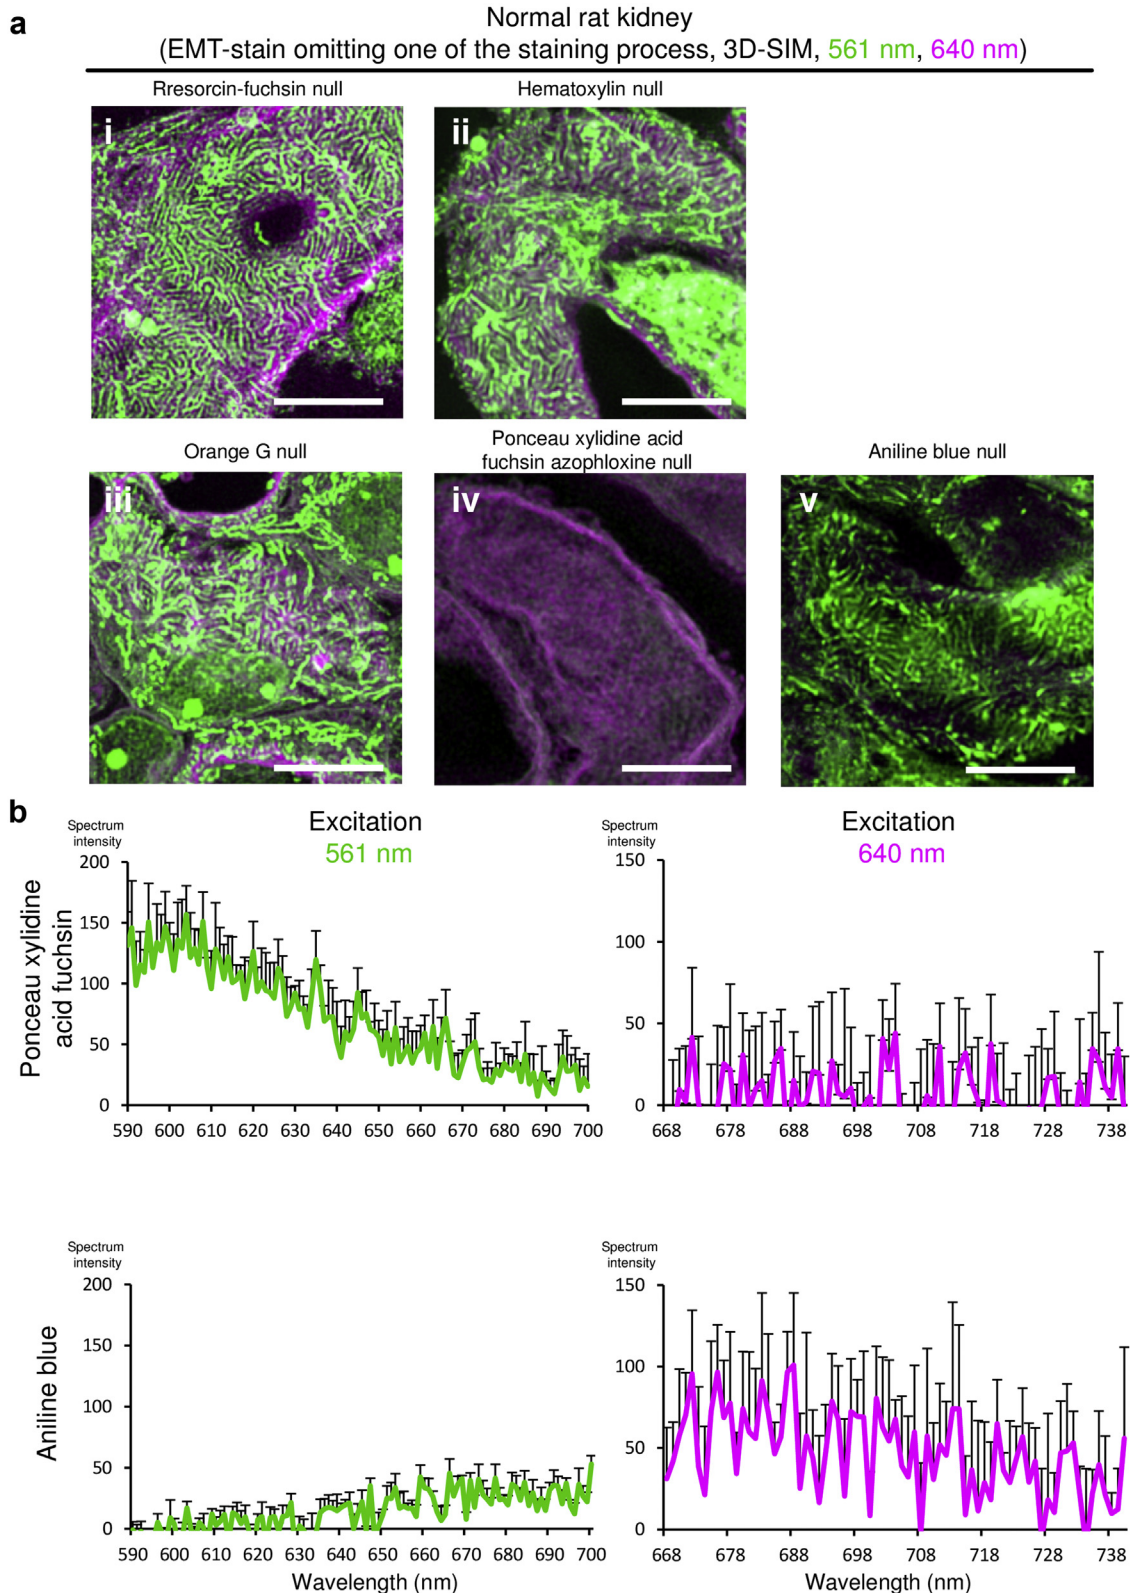 a
Normal rat kidney
(EMT-stain omitting one of the staining process, 3D-SIM, 561 nm, 640 nm)
Rresorcin-fuchsin null
Hematoxylin null
i
ii
Orange G null
Ponceau xylidine acid
fuchsin azophloxine null
Aniline blue null
iii
iv
v
b
Spectrum
intensity
Excitation
561 nm
Spectrum
intensity
Excitation
640 nm
Ponceau xylidine
acid fuchsin
200
150
100
50
0
590 600 610 620 630 640 650 660 670 680 690 700
150
100
50
0
668 678 688 698 708 718 728 738
Spectrum
intensity
Spectrum
intensity
Aniline blue
200
150
100
50
0
590 600 610 620 630 640 650 660 670 680 690 700
Wavelength (nm)
150
100
50
0
668 678 688 698 708 718 728 738
Wavelength (nm)